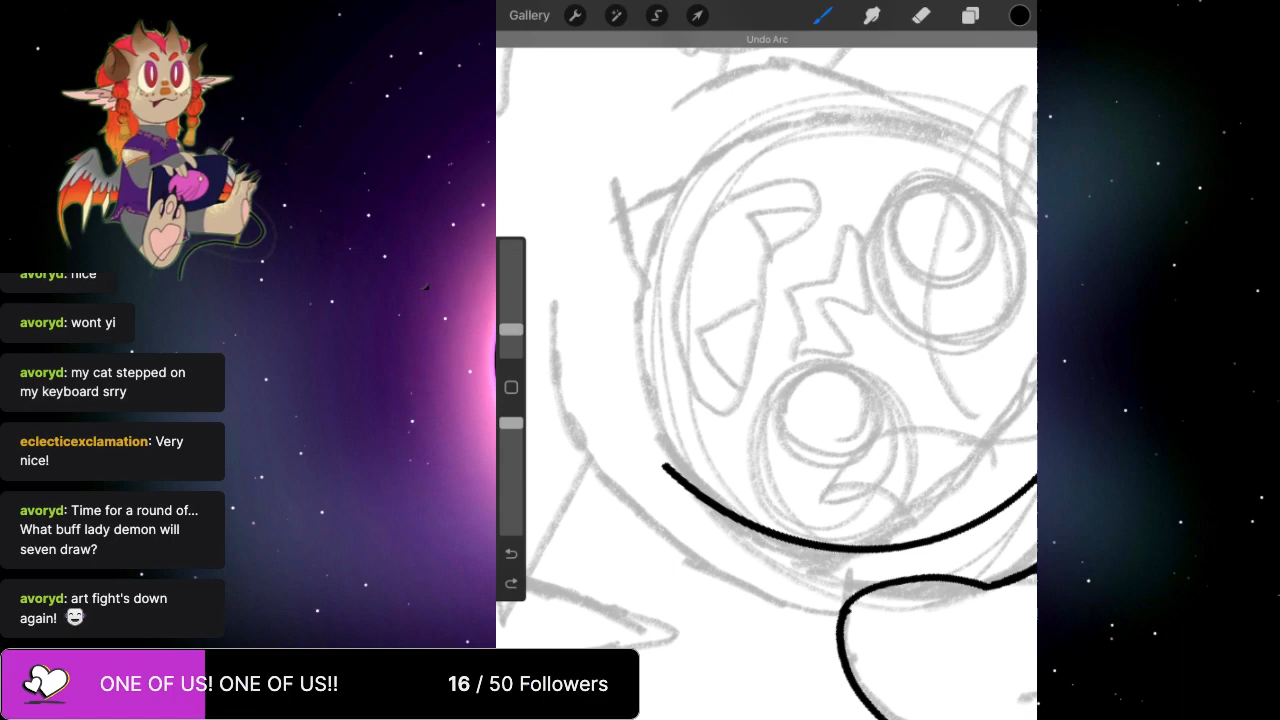 Gallery
Undo Arc
avoryd: nice
avoryd: wont yi
avoryd: my cat stepped on
my keyboard srry
eclecticexclamation: Very
nice!
avoryd: Time for a round of...
What buff lady demon will
seven draw?
avoryd: art fight's down
again!
ONE OF US! ONE OF US!!
16 / 50 Followers